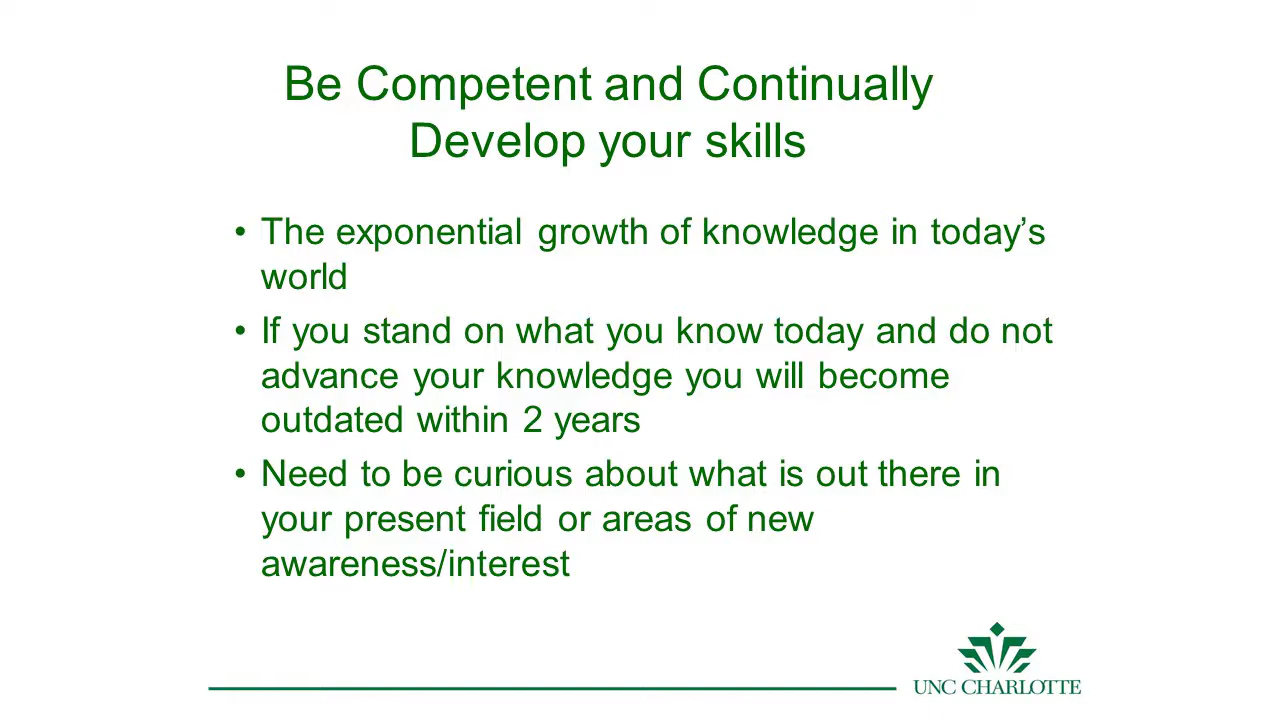 Be Competent and Continually
Develop your skills
• The exponential growth of knowledge in today’s
world
• If you stand on what you know today and do not
advance your knowledge you will become
outdated within 2 years
• Need to be curious about what is out there in
your present field or areas of new
awareness/interest
UNC CHARLOTTE